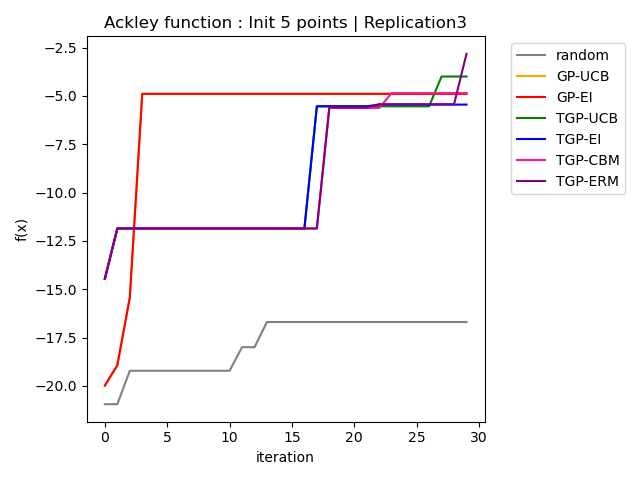 Ackley function : Init 5 points | Replication3
−2.5
−5.0
−7.5
−10.0
−12.5
−15.0
−17.5
−20.0
f(x)
0 5 10 15 20 25 30
iteration
random
GP-UCB
GP-EI
TGP-UCB
TGP-EI
TGP-CBM
TGP-ERM